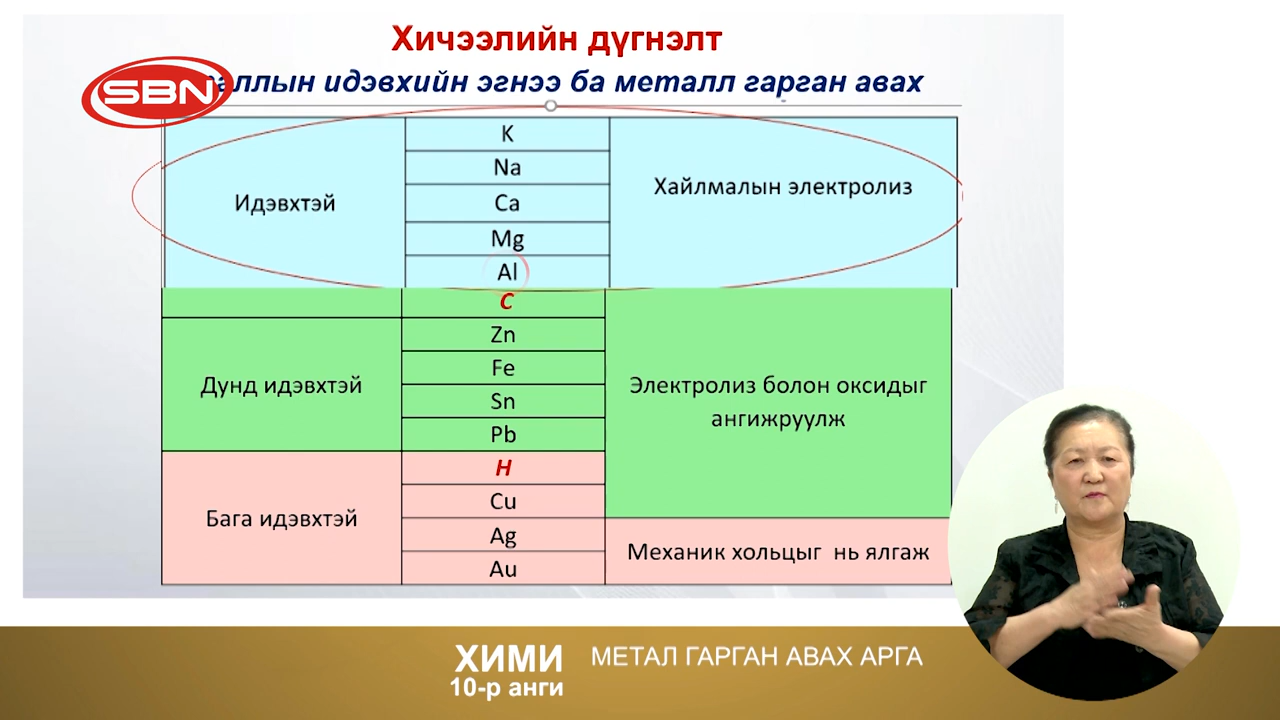 Хичээлийн дүгнэлт
SBN
идэвхийн эгнээ ба металл гарган авах
Идэвхтэй
K
Na
Ca
Mg
Al
Хайлмалын электролиз
C
Дунд идэвхтэй
Zn
Fe
Sn
Pb
Электролиз болон оксидыг
ангижруулж
Бага идэвхтэй
H
Cu
Ag
Au
Механик хольцыг нь ялгаж
ХИМИ
10-р анги
МЕТАЛ ГАРГАН АВАХ АРГА